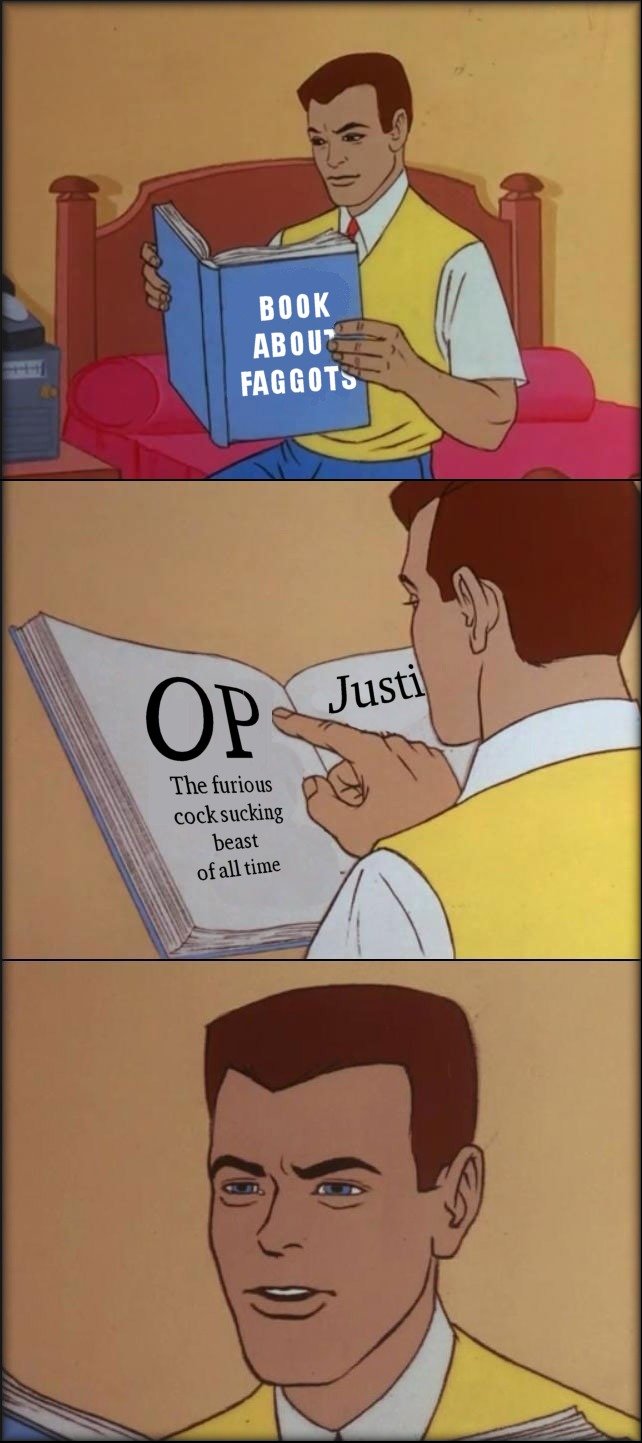 BOOK
ABOUT
FAGGOTS
OP
The furious
cock sucking
beast
of all time
Justi